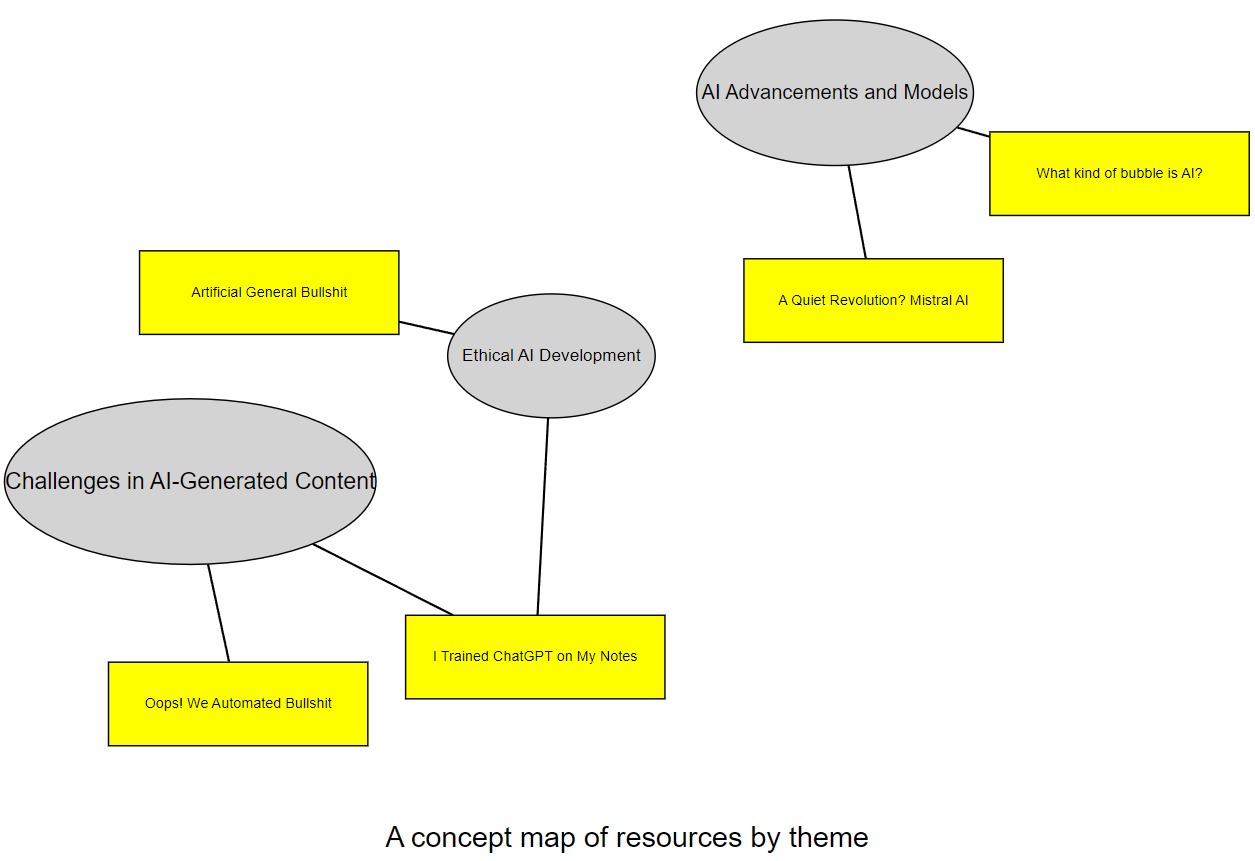 AI Advancements and Models
What kind of bubble is AI?
A Quiet Revolution? Mistral AI
Artificial General Bullshit
Ethical AI Development
Challenges in AI-Generated Content
I Trained ChatGPT on My Notes
Oops! We Automated Bullshit
A concept map of resources by theme